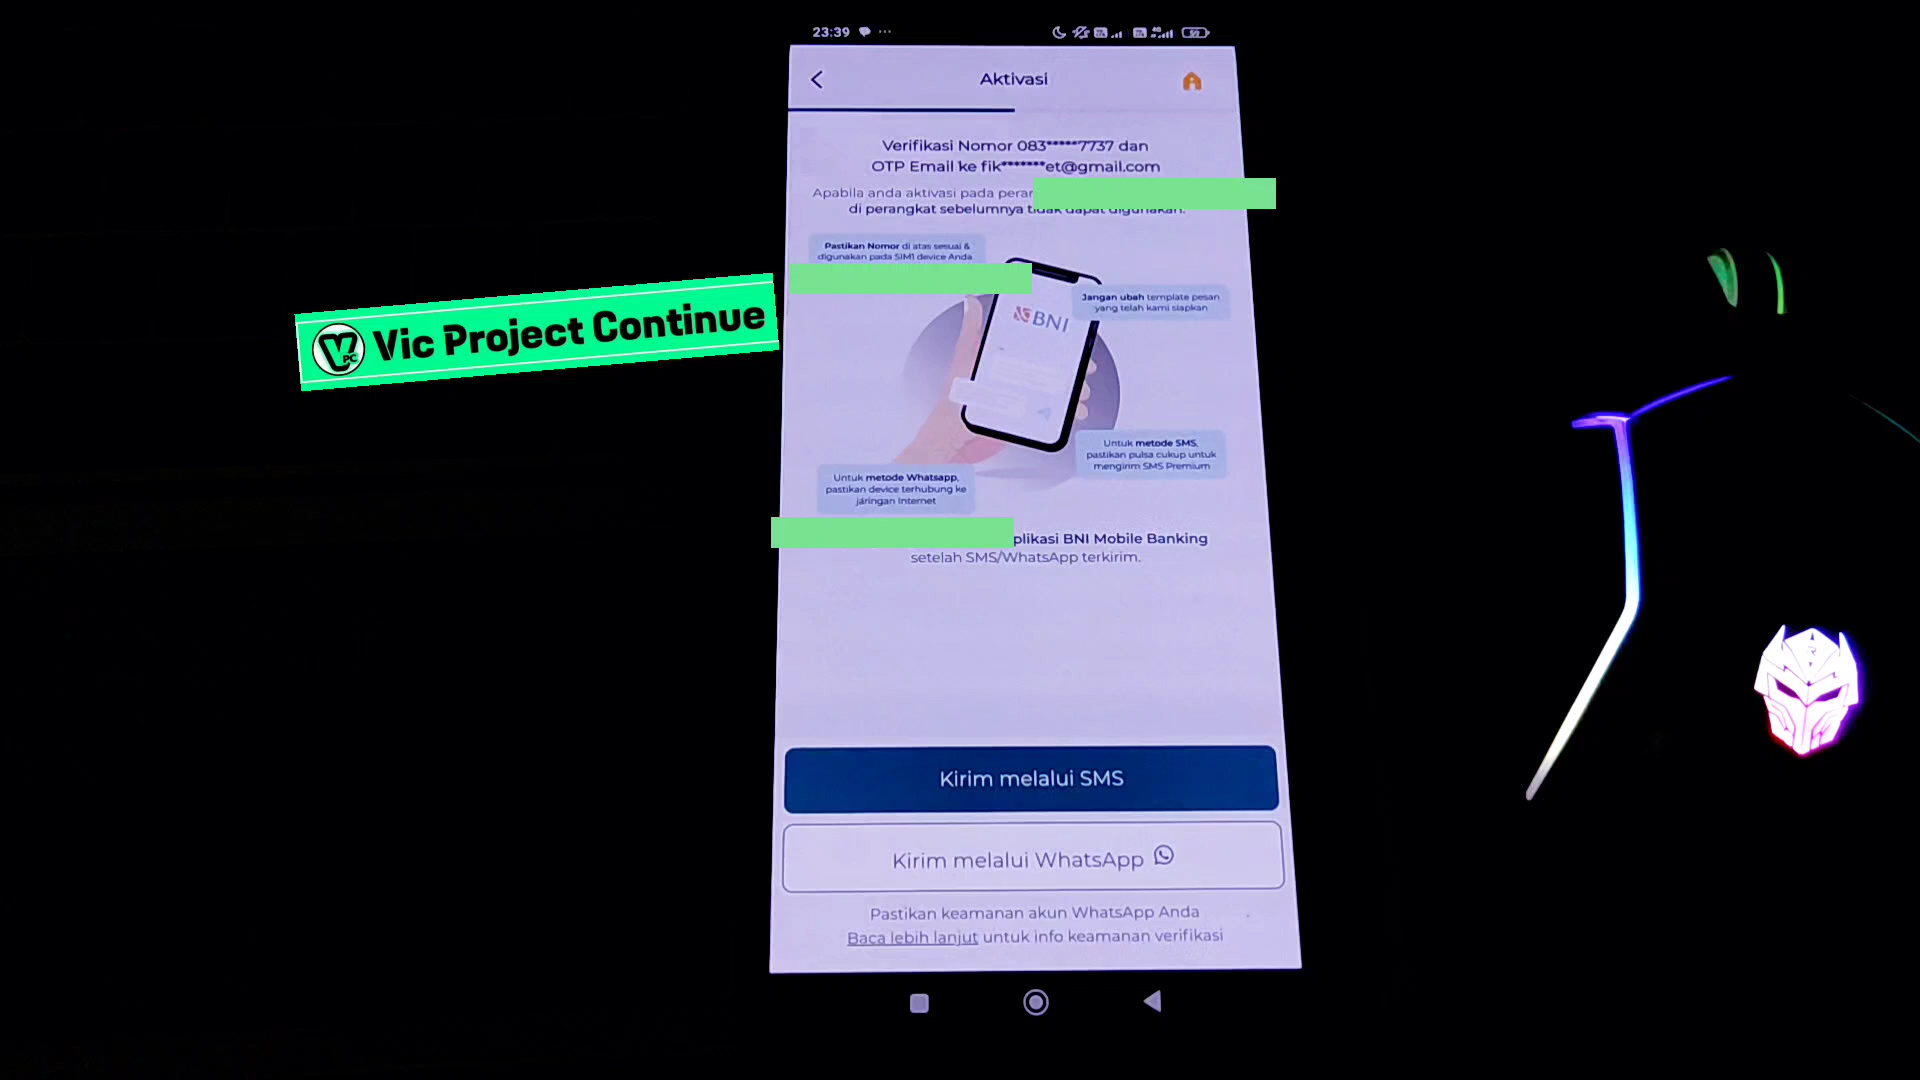 23:39
Aktivasi
Verifikasi Nomor 083*****7737 dan
OTP Email ke fik*******et@gmail.com
Apabila anda aktivasi pada
di perangkat sebelumnya tidak dapat digunakan.
Pastikan Nomor di atas sesuai &
digunakan pada SIM1 device Anda
BNI
Jangan ubah template pesan
yang telah kami siapkan
Vic Project Continue
VPC
Untuk metode SMS,
pastikan pulsa cukup untuk
mengirim SMS Premium
Untuk metode Whatsapp,
pastikan device terhubung ke
jaringan Internet
plikasi BNI Mobile Banking
setelah SMS/WhatsApp terkirim.
Kirim melalui SMS
Kirim melalui WhatsApp
Pastikan keamanan akun WhatsApp Anda
Baca lebih lanjut untuk info keamanan verifikasi